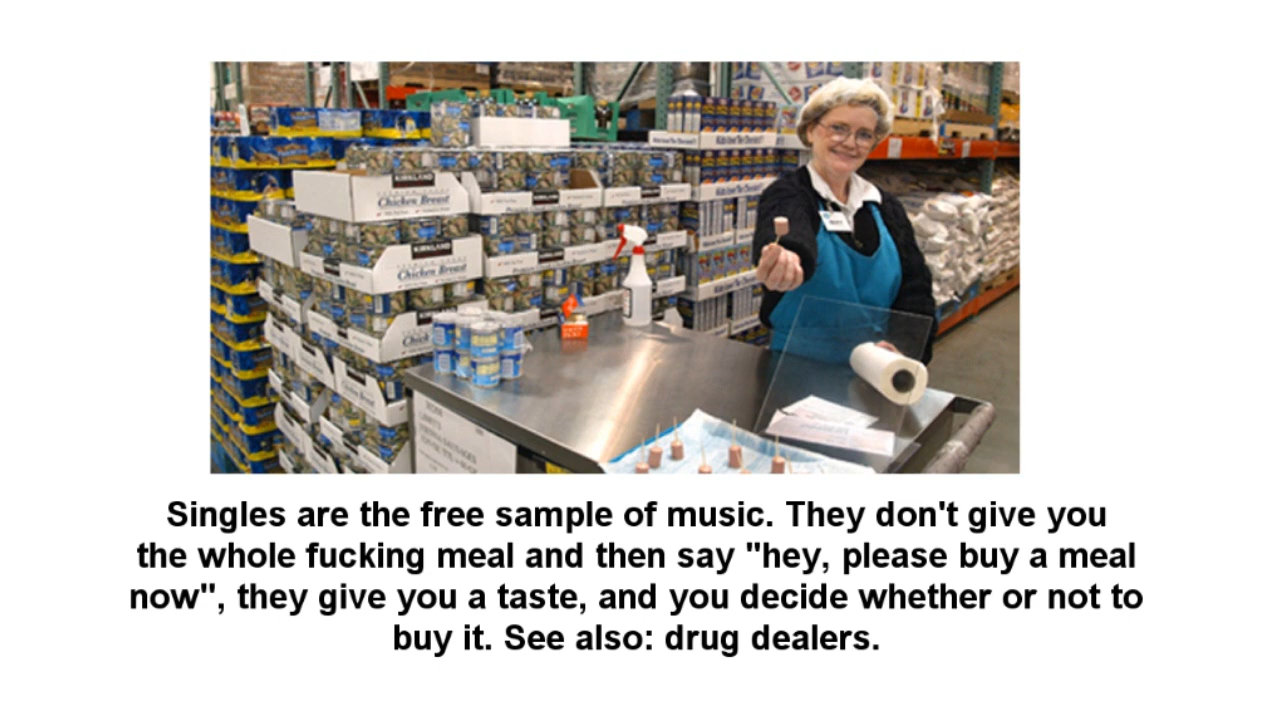 KIRKLAND
Chicken Breast
KIRKLAND
Chicken Breast
Singles are the free sample of music. They don't give you
the whole fucking meal and then say "hey, please buy a meal
now", they give you a taste, and you decide whether or not to
buy it. See also: drug dealers.